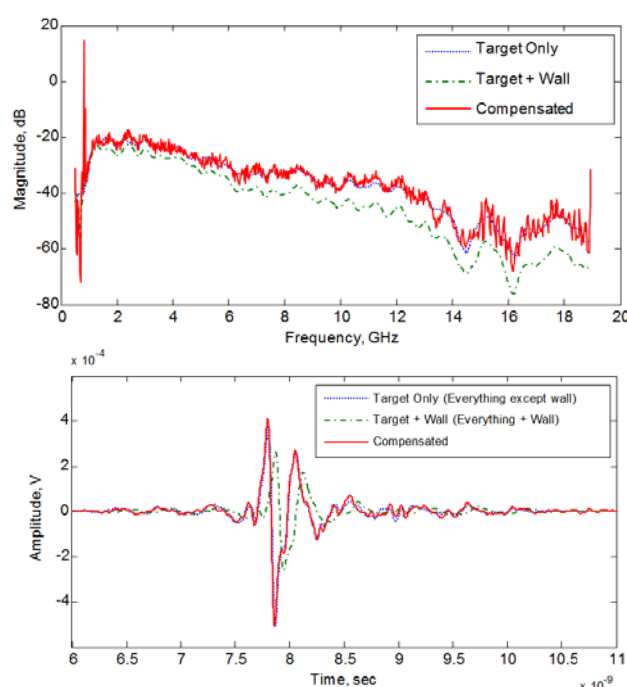 20
0
-20
-40
-60
-80
Magnitude, dB
Target Only
Target + Wall
Compensated
0 2 4 6 8 10 12 14 16 18 20
Frequency, GHz
x 10⁻⁴
4
2
0
-2
-4
Amplitude, V
Target Only (Everything except wall)
Target + Wall (Everything + Wall)
Compensated
6 6.5 7 7.5 8 8.5 9 9.5 10 10.5 11
Time, sec
x 10⁻⁹